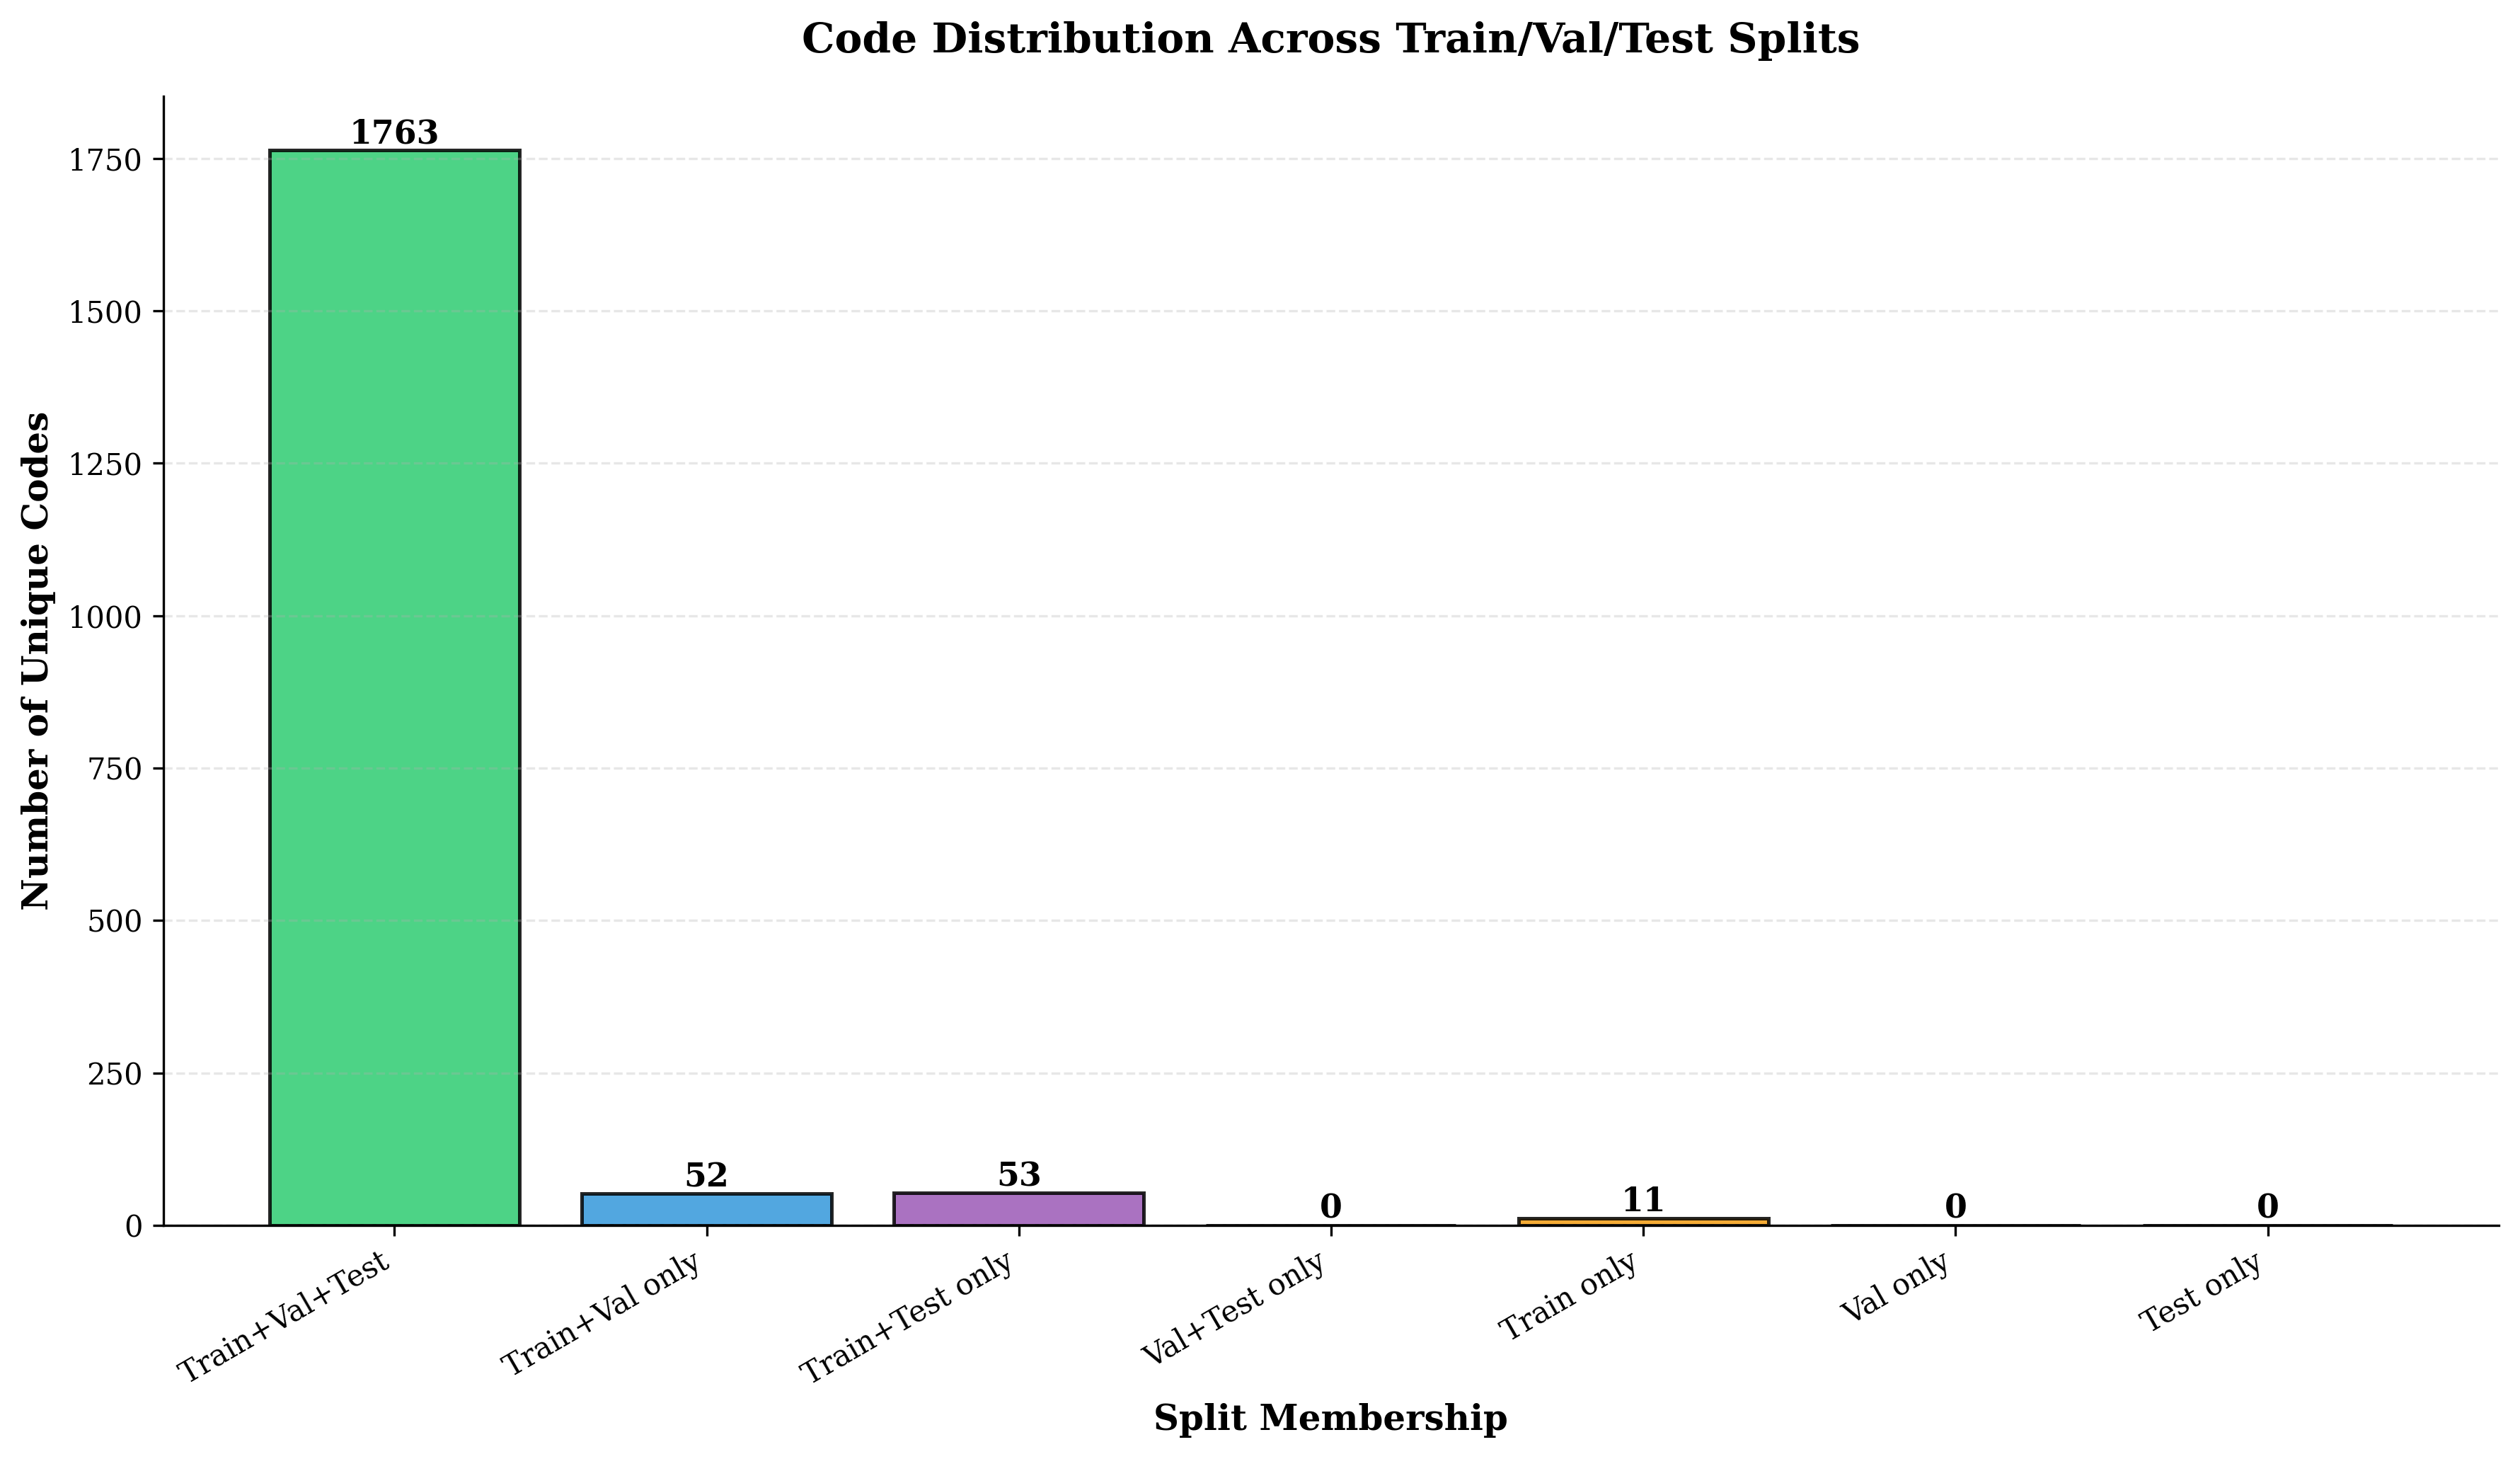 Code Distribution Across Train/Val/Test Splits
Number of Unique Codes
1750
1500
1250
1000
750
500
250
0
1763
52
53
0
11
0
0
Train+Val+Test
Train+Val only
Train+Test only
Val+Test only
Train only
Val only
Test only
Split Membership